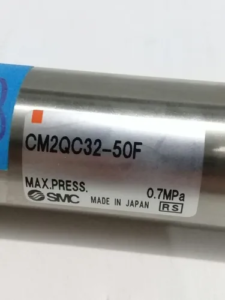 CM2QC32-50F
MAX.PRESS. 0.7MPa
SMC MADE IN JAPAN RS